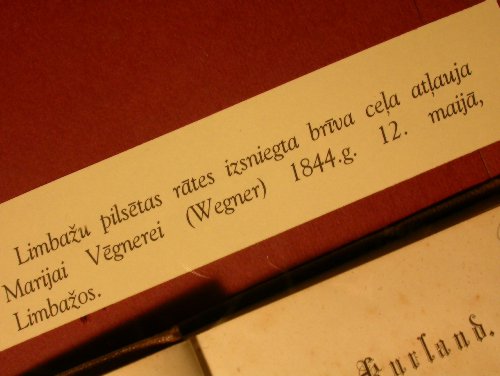 Limbažu pilsētas rātes izsniegta brīva ceļa atļauja
Marijai Vēgnerei (Wegner) 1844.g. 12. maijā,
Limbažos.
Kurland.